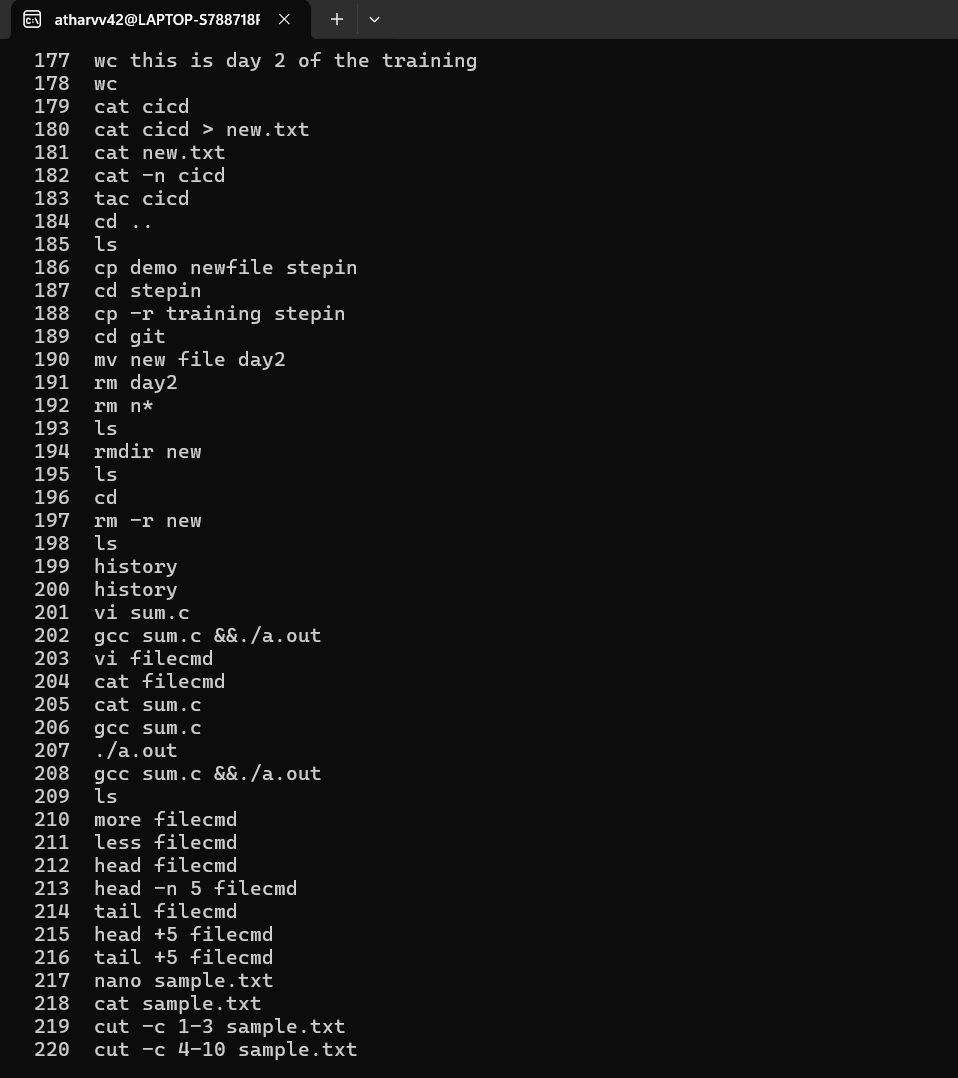 atharvv42@LAPTOP-S788718F
177 wc this is day 2 of the training
178 wc
179 cat cicd
180 cat cicd > new.txt
181 cat new.txt
182 cat -n cicd
183 tac cicd
184 cd ..
185 ls
186 cp demo newfile stepin
187 cd stepin
188 cp -r training stepin
189 cd git
190 mv new file day2
191 rm day2
192 rm n*
193 ls
194 rmdir new
195 ls
196 cd
197 rm -r new
198 ls
199 history
200 history
201 vi sum.c
202 gcc sum.c &&./a.out
203 vi filecmd
204 cat filecmd
205 cat sum.c
206 gcc sum.c
207 ./a.out
208 gcc sum.c &&./a.out
209 ls
210 more filecmd
211 less filecmd
212 head filecmd
213 head -n 5 filecmd
214 tail filecmd
215 head +5 filecmd
216 tail +5 filecmd
217 nano sample.txt
218 cat sample.txt
219 cut -c 1-3 sample.txt
220 cut -c 4-10 sample.txt